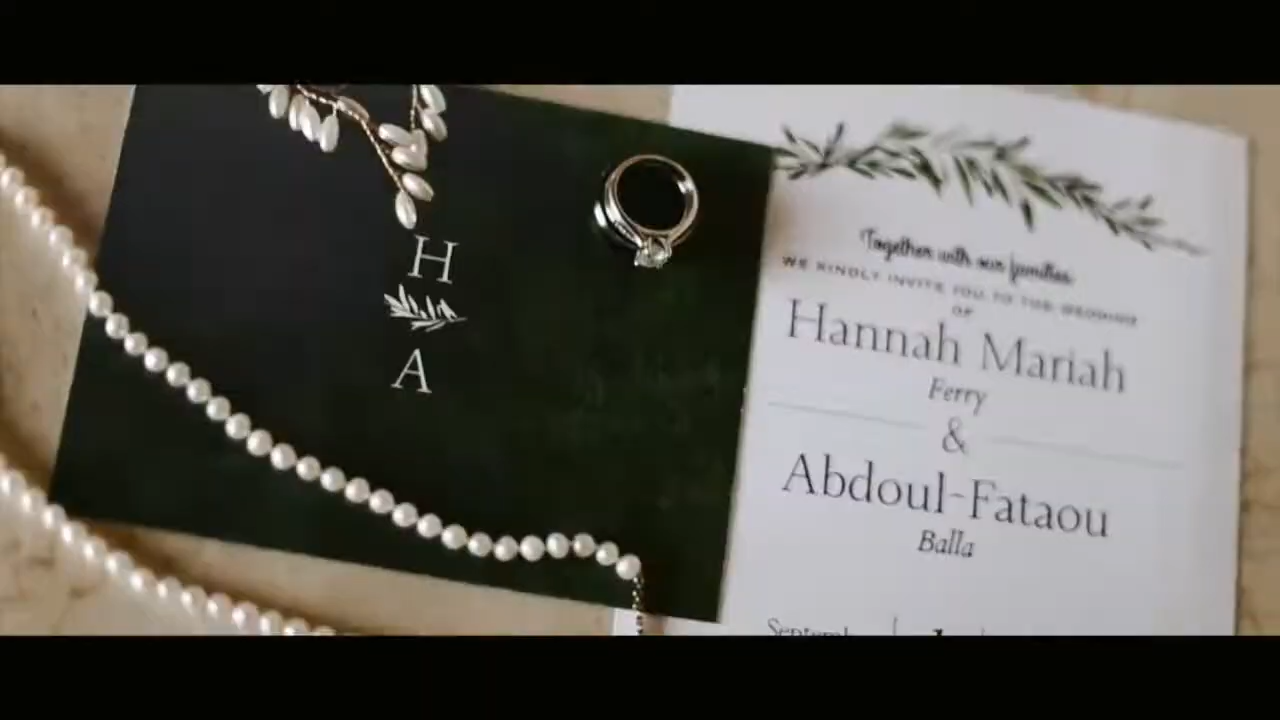 H
A
Together with our families
WE KINDLY INVITE YOU TO THE WEDDING
OF
Hannah Mariah
Ferry
&
Abdoul-Fataou
Balla